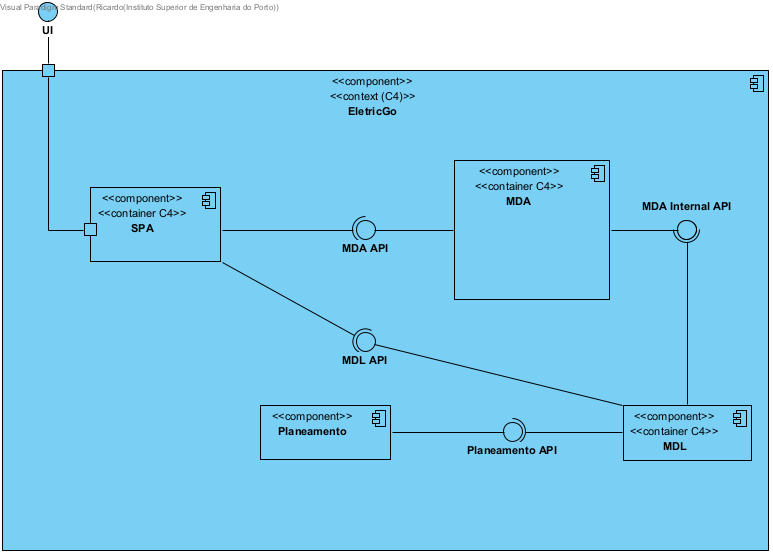 Visual Paradigm Standard(Ricardo(Instituto Superior de Engenharia do Porto))
UI
<<component>>
<<context (C4)>>
EletricGo
<<component>>
<<container C4>>
SPA
MDA API
<<component>>
<<container C4>>
MDA
MDA Internal API
MDL API
<<component>>
Planeamento
Planeamento API
<<component>>
<<container C4>>
MDL